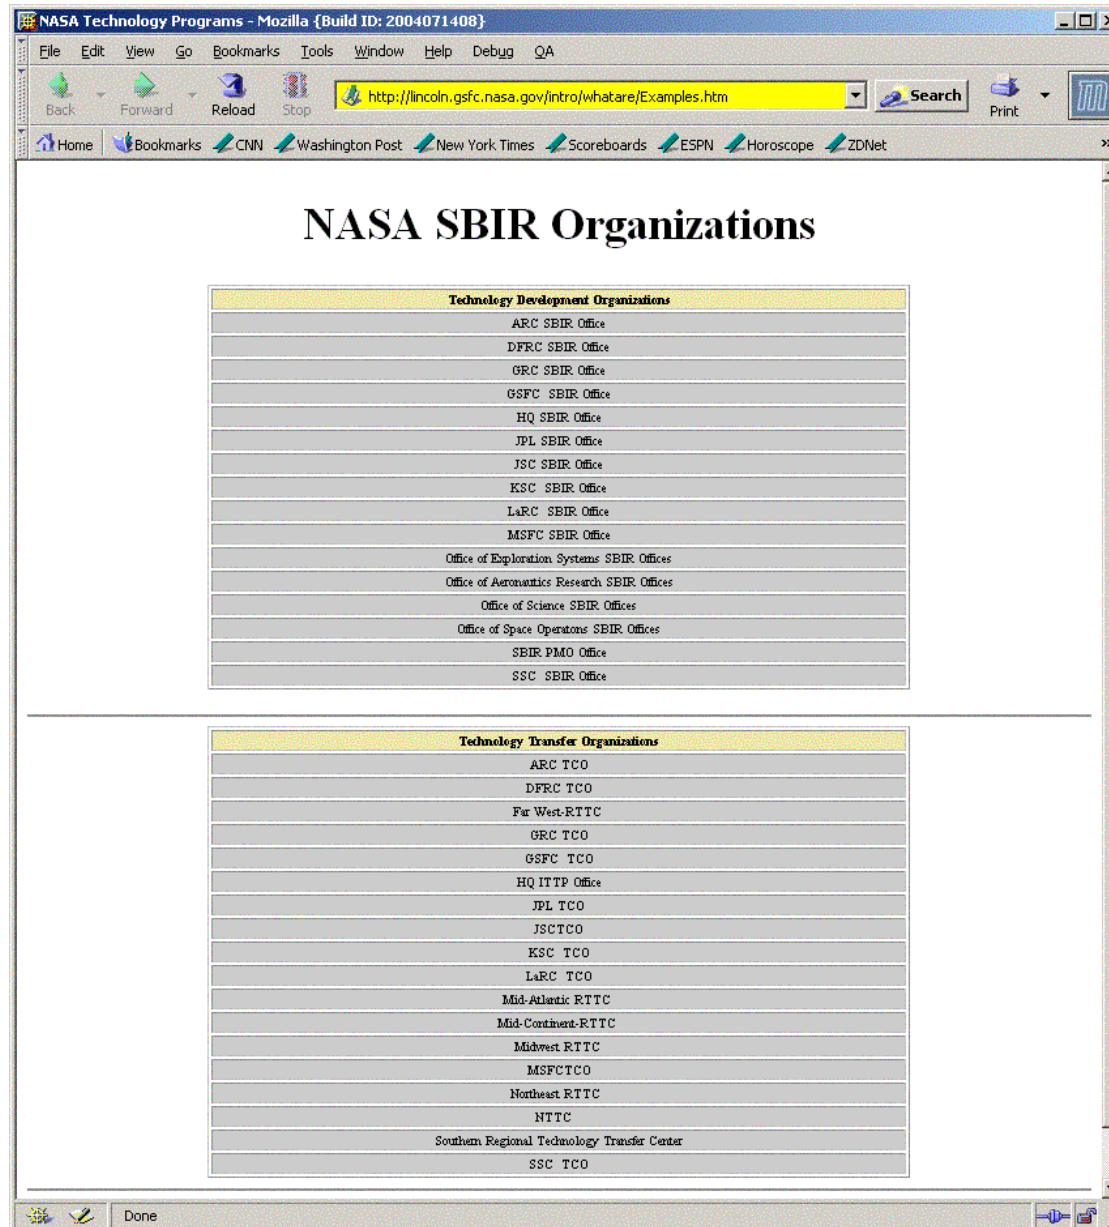 NASA Technology Programs - Mozilla {Build ID: 2004071408}
File Edit View Go Bookmarks Tools Window Help Debug QA
Back Forward Reload Stop http://lincoln.gsfc.nasa.gov/intro/whatare/Examples.htm Search Print
Home Bookmarks CNN Washington Post New York Times Scoreboards ESPN Horoscope ZDNet
NASA SBIR Organizations
Technology Development Organizations
ARC SBIR Office
DFRC SBIR Office
GRC SBIR Office
GSFC SBIR Office
HQ SBIR Office
JPL SBIR Office
JSC SBIR Office
KSC SBIR Office
LaRC SBIR Office
MSFC SBIR Office
Office of Exploration Systems SBIR Offices
Office of Aeronautics Research SBIR Offices
Office of Science SBIR Offices
Office of Space Operatons SBIR Offices
SBIR PMO Office
SSC SBIR Office
Technology Transfer Organizations
ARC TCO
DFRC TCO
Far West-RTTC
GRC TCO
GSFC TCO
HQ ITTP Office
JPL TCO
JSCTCO
KSC TCO
LaRC TCO
Mid-Atlantic RTTC
Mid-Continent-RTTC
Midwest RTTC
MSFCTCO
Northeast RTTC
NTTC
Southern Regional Technology Transfer Center
SSC TCO
Done